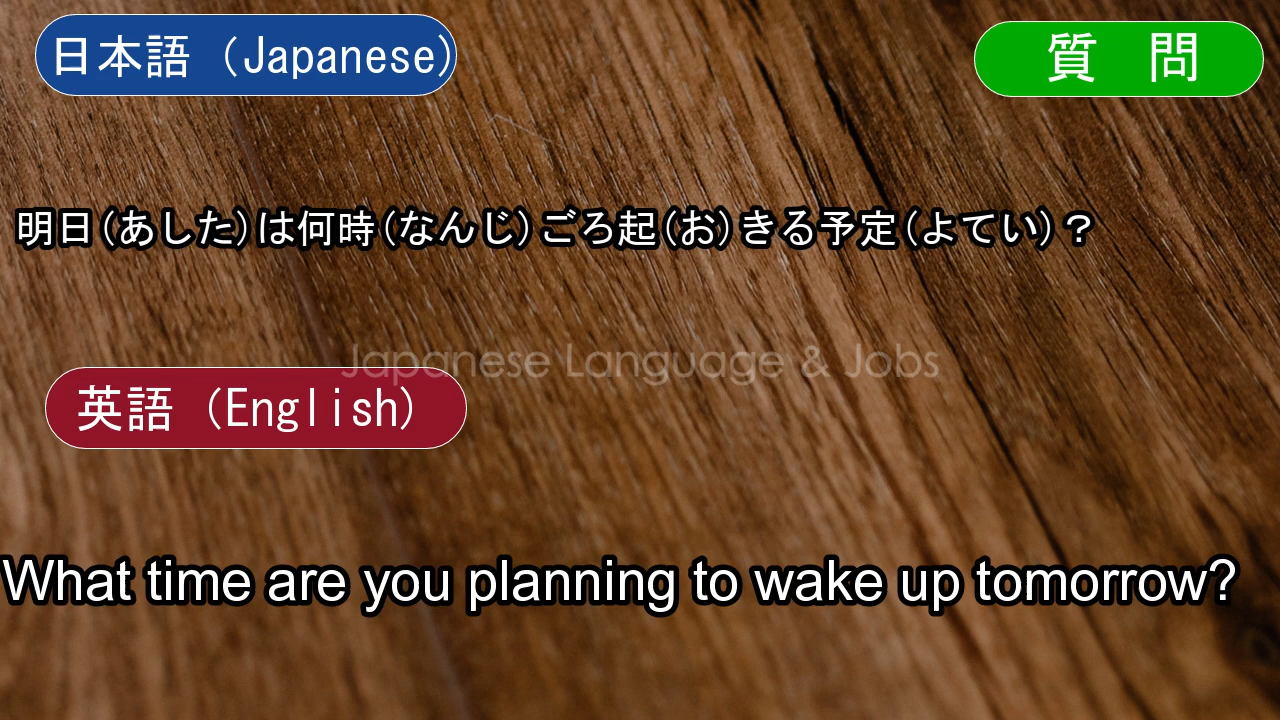 日本語（Japanese）
質　問
明日（あした）は何時（なんじ）ごろ起（お）きる予定（よてい）？
Japanese Language & Jobs
英語（English）
What time are you planning to wake up tomorrow?